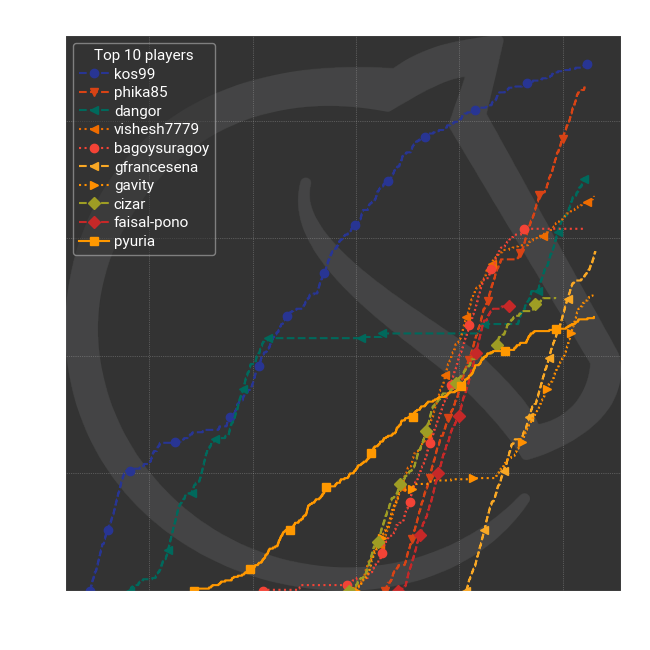 Top 10 players
kos99
phika85
dangor
vishesh7779
bagoysuragoy
gfrancesena
gavity
cizar
faisal-pono
pyuria